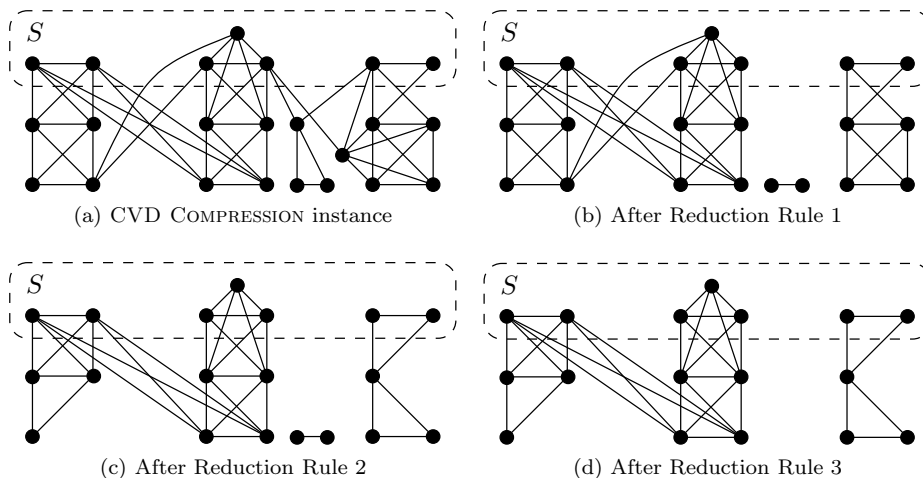 S
S
(a) CVD COMPRESSION instance
(b) After Reduction Rule 1
S
S
(c) After Reduction Rule 2
(d) After Reduction Rule 3